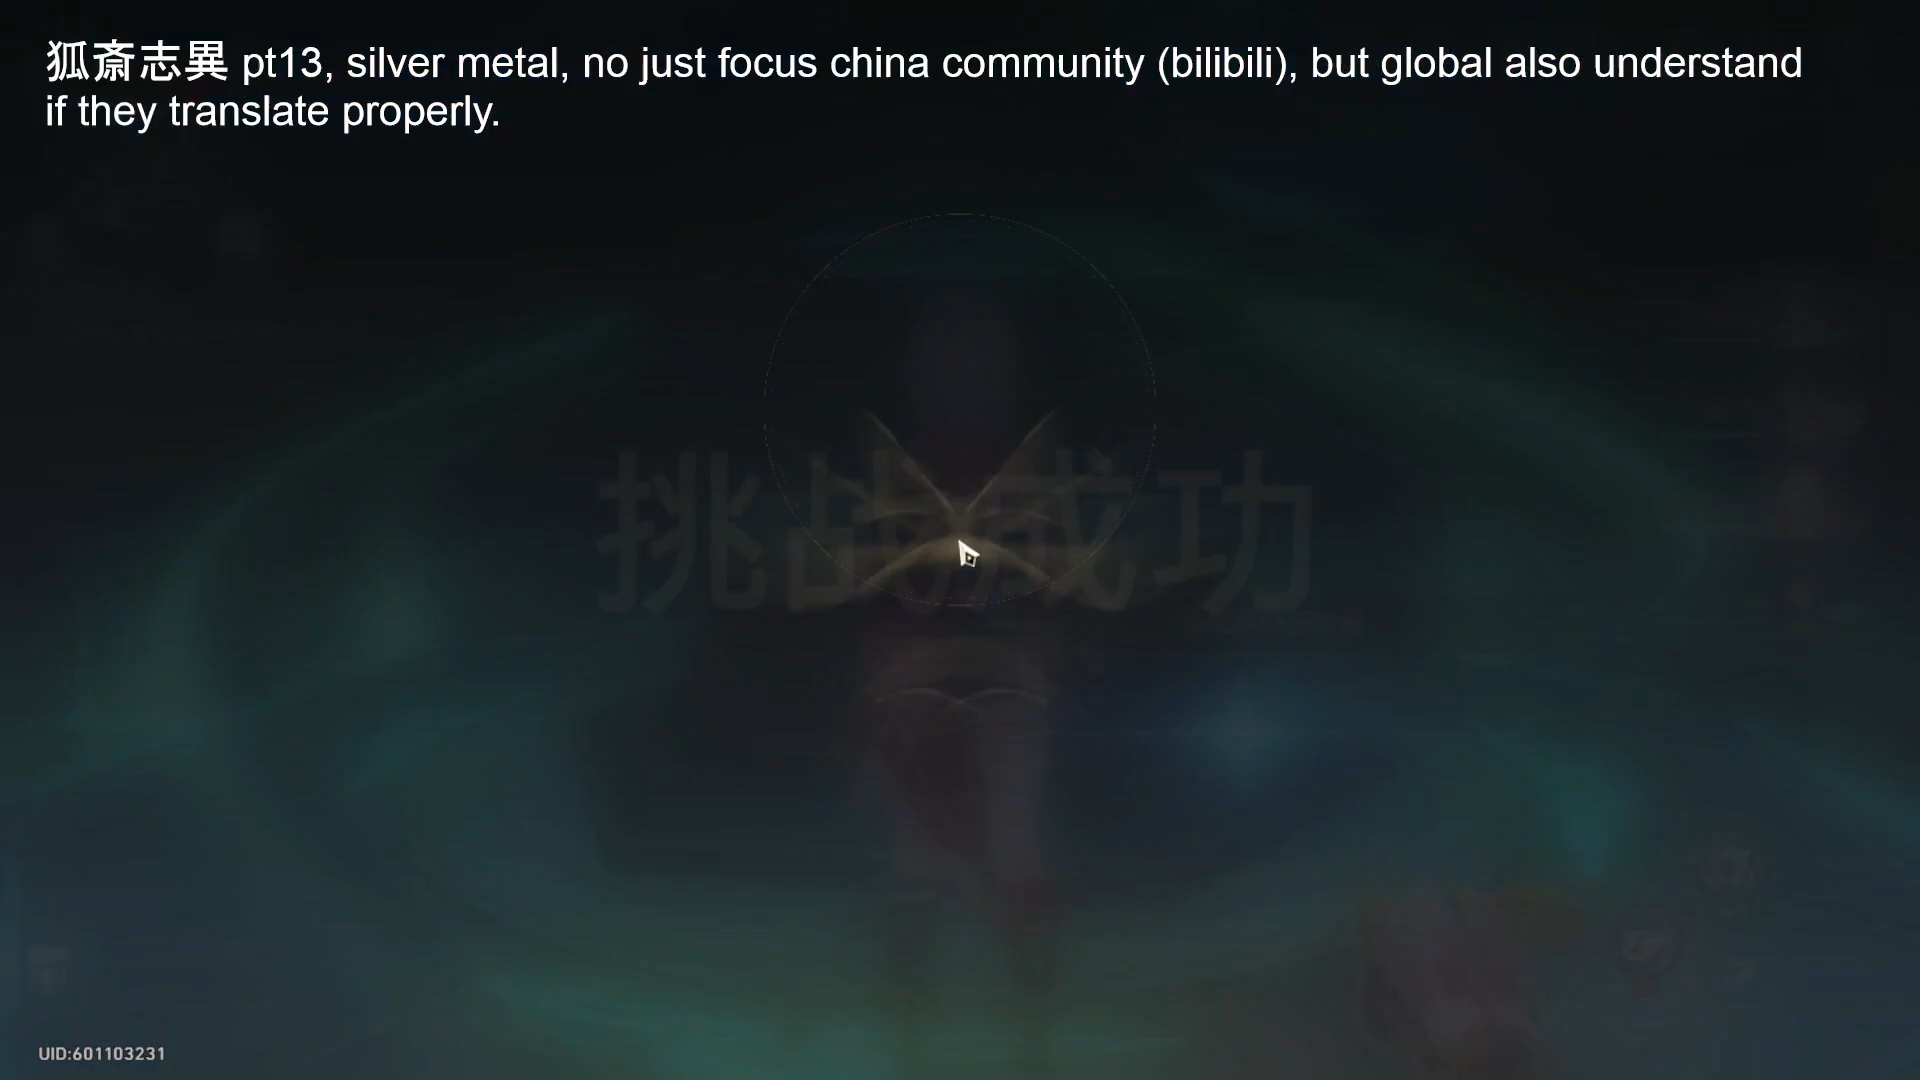 狐斎志異 pt13, silver metal, no just focus china community (bilibili), but global also understand
if they translate properly.
挑战成功
UID:601103231